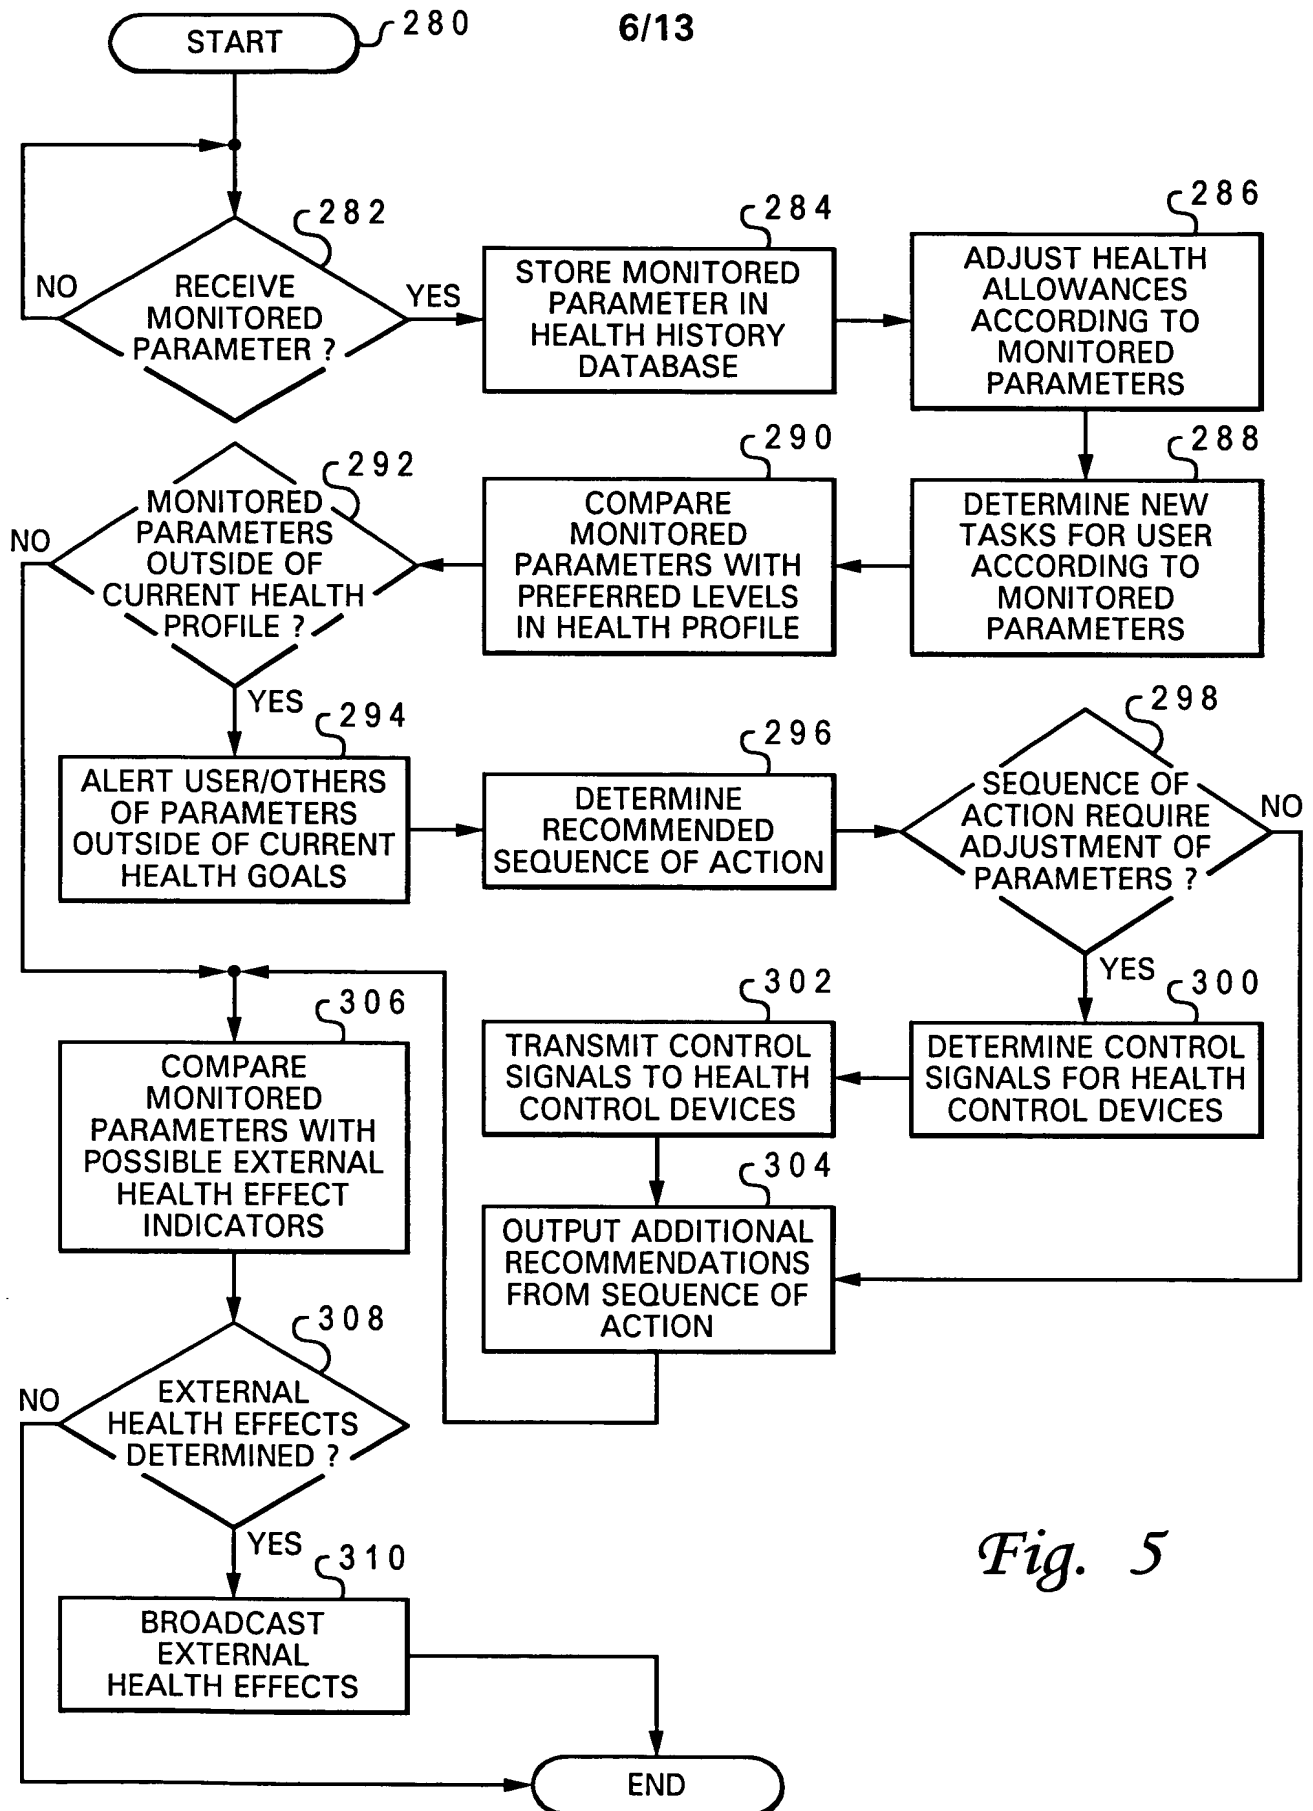 START
280
6/13
282
RECEIVE
MONITORED
PARAMETER ?
NO
YES
284
STORE MONITORED
PARAMETER IN
HEALTH HISTORY
DATABASE
286
ADJUST HEALTH
ALLOWANCES
ACCORDING TO
MONITORED
PARAMETERS
288
DETERMINE NEW
TASKS FOR USER
ACCORDING TO
MONITORED
PARAMETERS
290
COMPARE
MONITORED
PARAMETERS WITH
PREFERRED LEVELS
IN HEALTH PROFILE
292
MONITORED
PARAMETERS
OUTSIDE OF
CURRENT HEALTH
PROFILE ?
NO
YES
294
ALERT USER/OTHERS
OF PARAMETERS
OUTSIDE OF CURRENT
HEALTH GOALS
296
DETERMINE
RECOMMENDED
SEQUENCE OF ACTION
298
SEQUENCE OF
ACTION REQUIRE
ADJUSTMENT OF
PARAMETERS ?
NO
YES
300
DETERMINE CONTROL
SIGNALS FOR HEALTH
CONTROL DEVICES
302
TRANSMIT CONTROL
SIGNALS TO HEALTH
CONTROL DEVICES
304
OUTPUT ADDITIONAL
RECOMMENDATIONS
FROM SEQUENCE OF
ACTION
306
COMPARE
MONITORED
PARAMETERS WITH
POSSIBLE EXTERNAL
HEALTH EFFECT
INDICATORS
308
EXTERNAL
HEALTH EFFECTS
DETERMINED ?
NO
YES
310
BROADCAST
EXTERNAL
HEALTH EFFECTS
END
Fig. 5